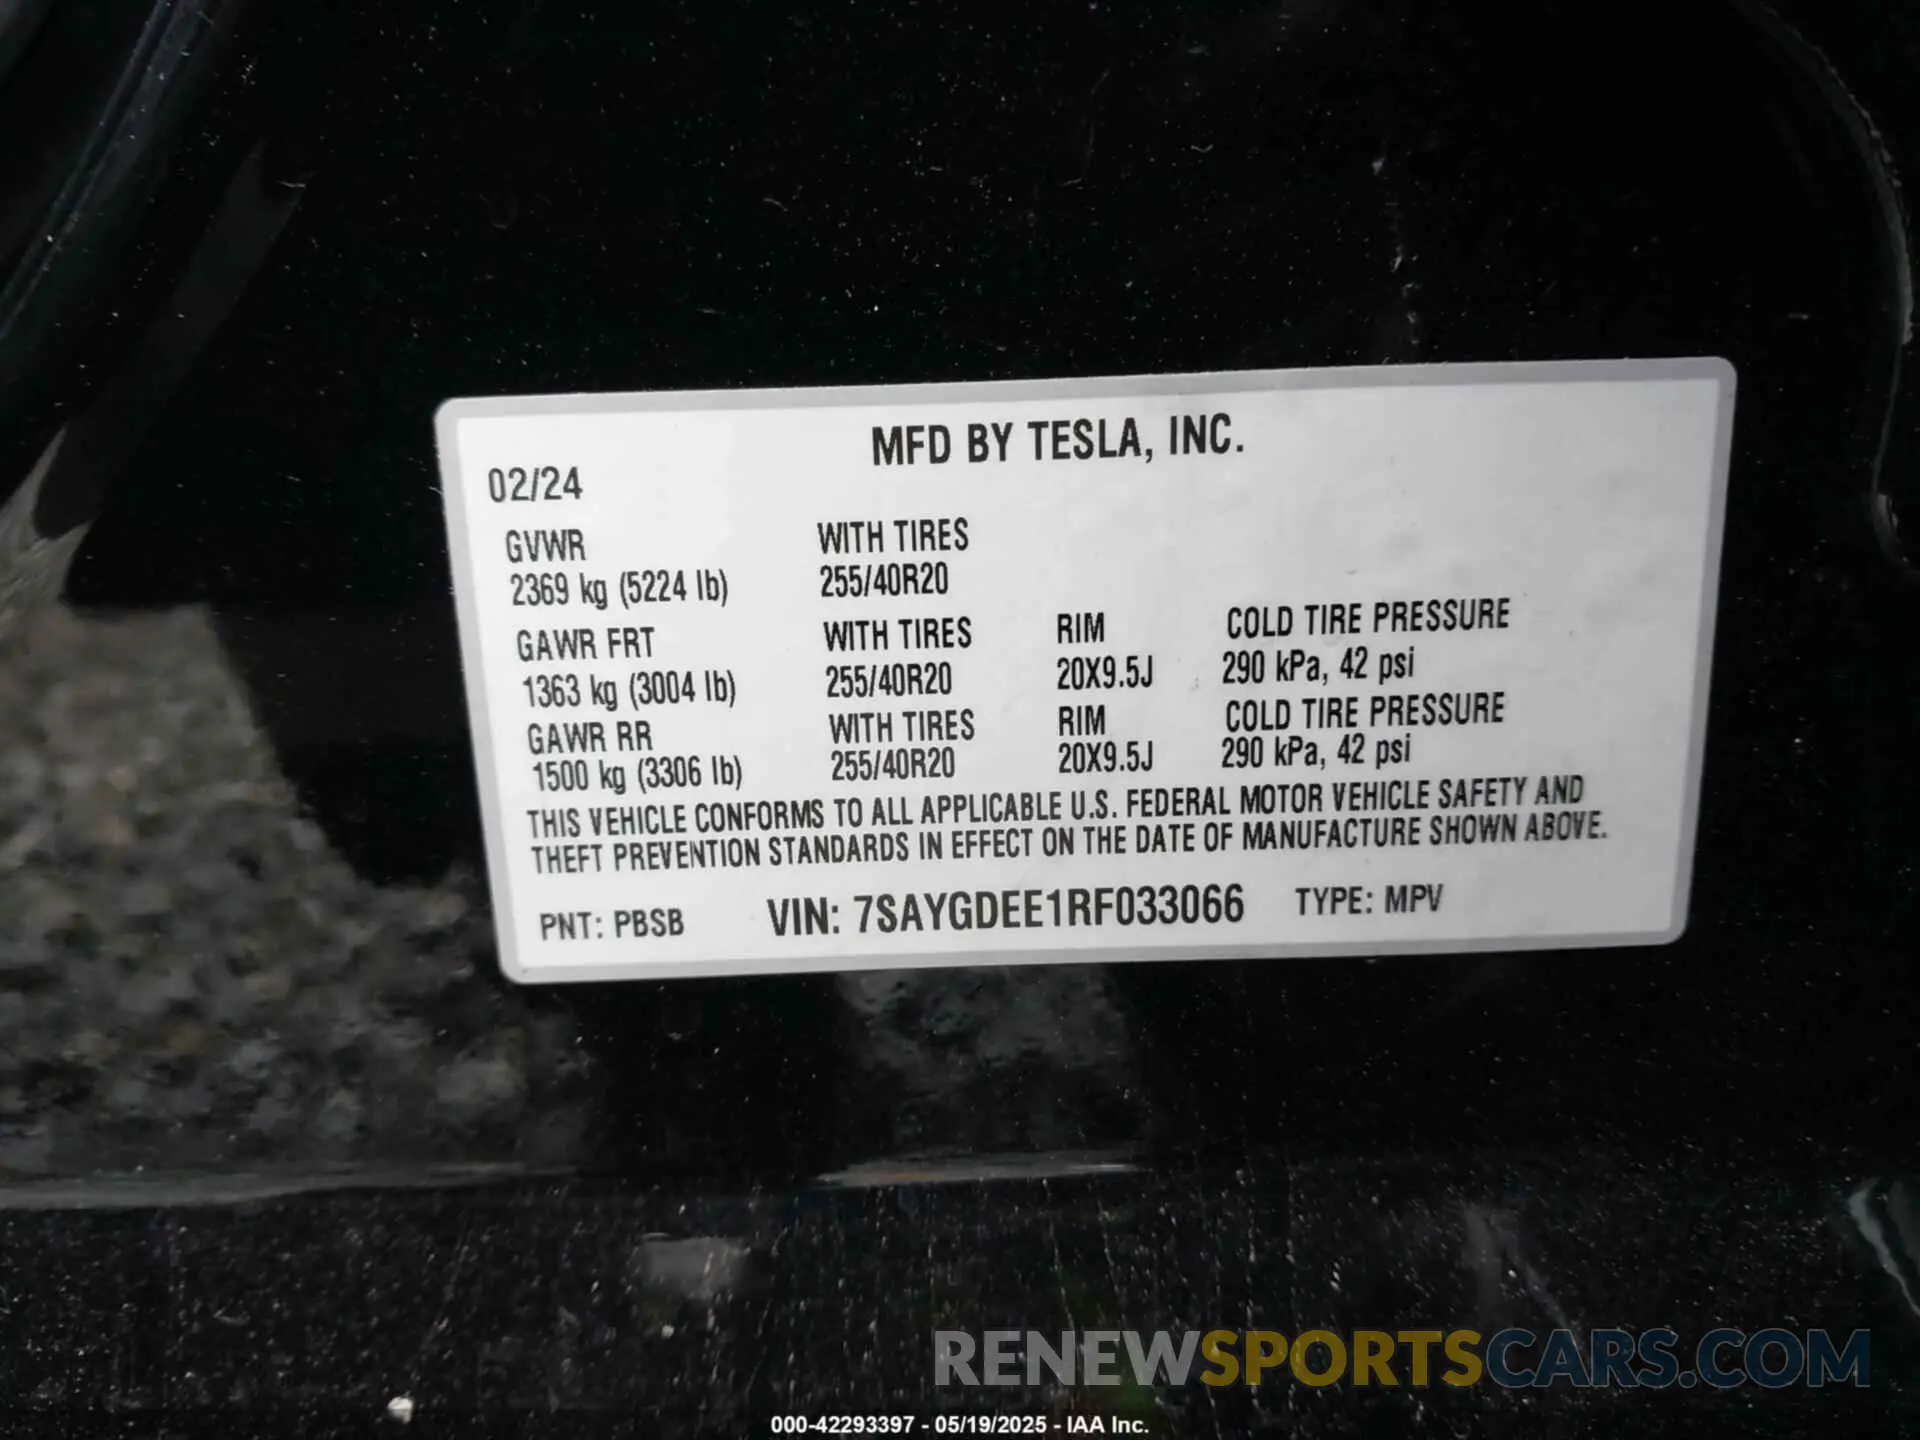 MFD BY TESLA, INC.
02/24
GVWR WITH TIRES
2369 kg (5224 lb) 255/40R20
GAWR FRT WITH TIRES RIM COLD TIRE PRESSURE
1363 kg (3004 lb) 255/40R20 20X9.5J 290 kPa, 42 psi
GAWR RR WITH TIRES RIM COLD TIRE PRESSURE
1500 kg (3306 lb) 255/40R20 20X9.5J 290 kPa, 42 psi
THIS VEHICLE CONFORMS TO ALL APPLICABLE U.S. FEDERAL MOTOR VEHICLE SAFETY AND
THEFT PREVENTION STANDARDS IN EFFECT ON THE DATE OF MANUFACTURE SHOWN ABOVE.
PNT: PBSB VIN: 7SAYGDEE1RF033066 TYPE: MPV
RENEWSPORTSCARS.COM
000-42293397 - 05/19/2025 - IAA Inc.